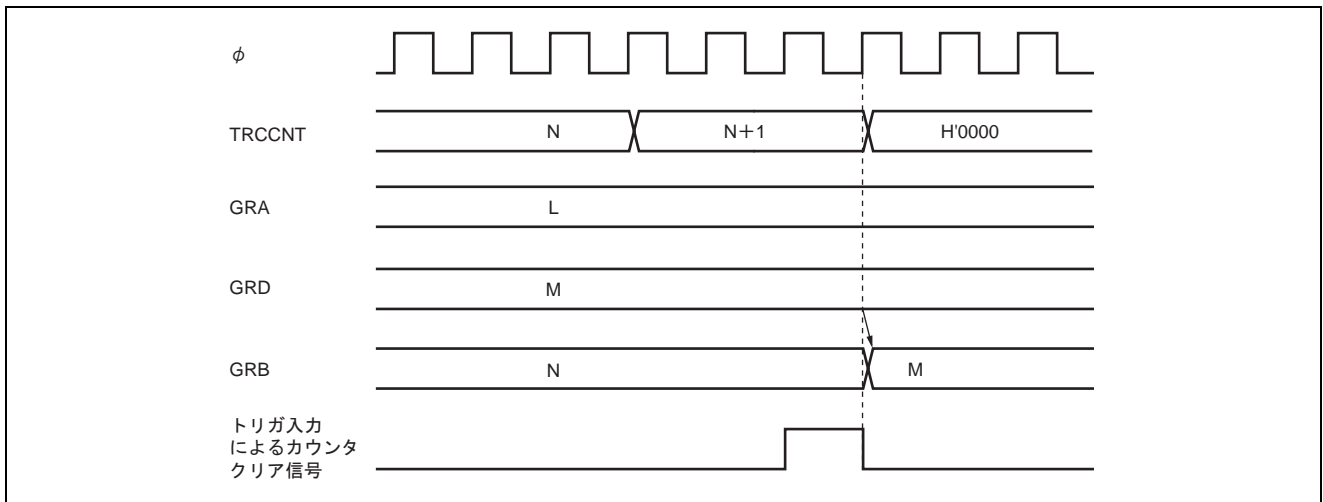 φ
TRCCNT N N+1 H'0000
GRA L
GRD M
GRB N M
トリガ入力
によるカウンタ
クリア信号